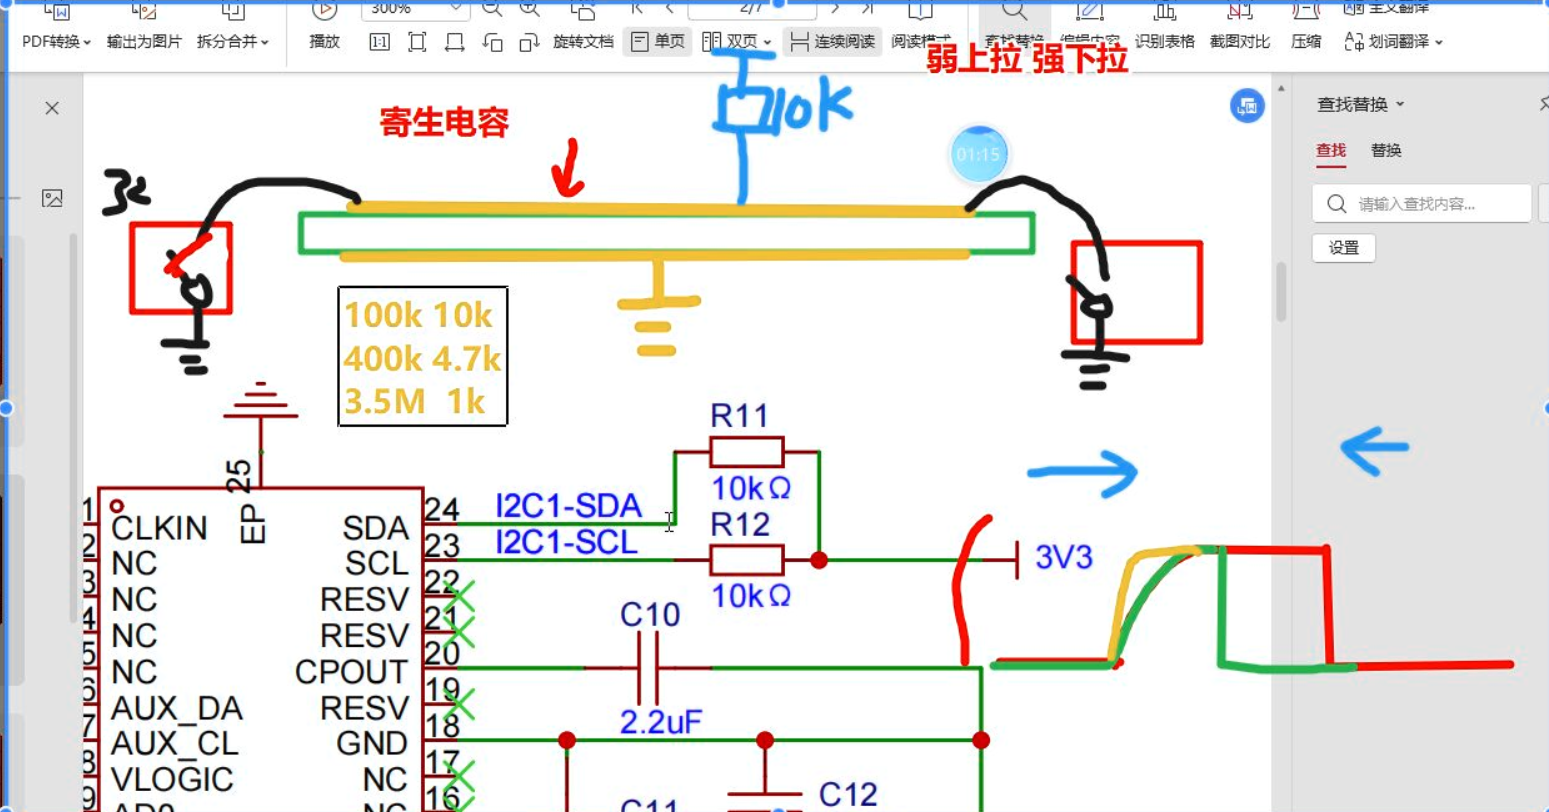 300%
2/7
全文翻译
PDF转换
输出为图片
拆分合并
播放
1:1
旋转文档
单页
双页
连续阅读
阅读模式
查找替换
编辑内容
识别表格
截图对比
压缩
划词翻译
弱上拉 强下拉
寄生电容
10k
01:15
查找替换
查找 替换
请输入查找内容...
设置
100k 10k
400k 4.7k
3.5M 1k
R11
10kΩ
R12
10kΩ
I2C1-SDA
I2C1-SCL
3V3
C10
2.2uF
C11
C12
EP 25
1 CLKIN
2 NC
3 NC
4 NC
5 NC
6 AUX_DA
7 AUX_CL
8 VLOGIC
9 AD0
SDA 24
SCL 23
RESV 22
RESV 21
CPOUT 20
RESV 19
GND 18
NC 17
NC 16